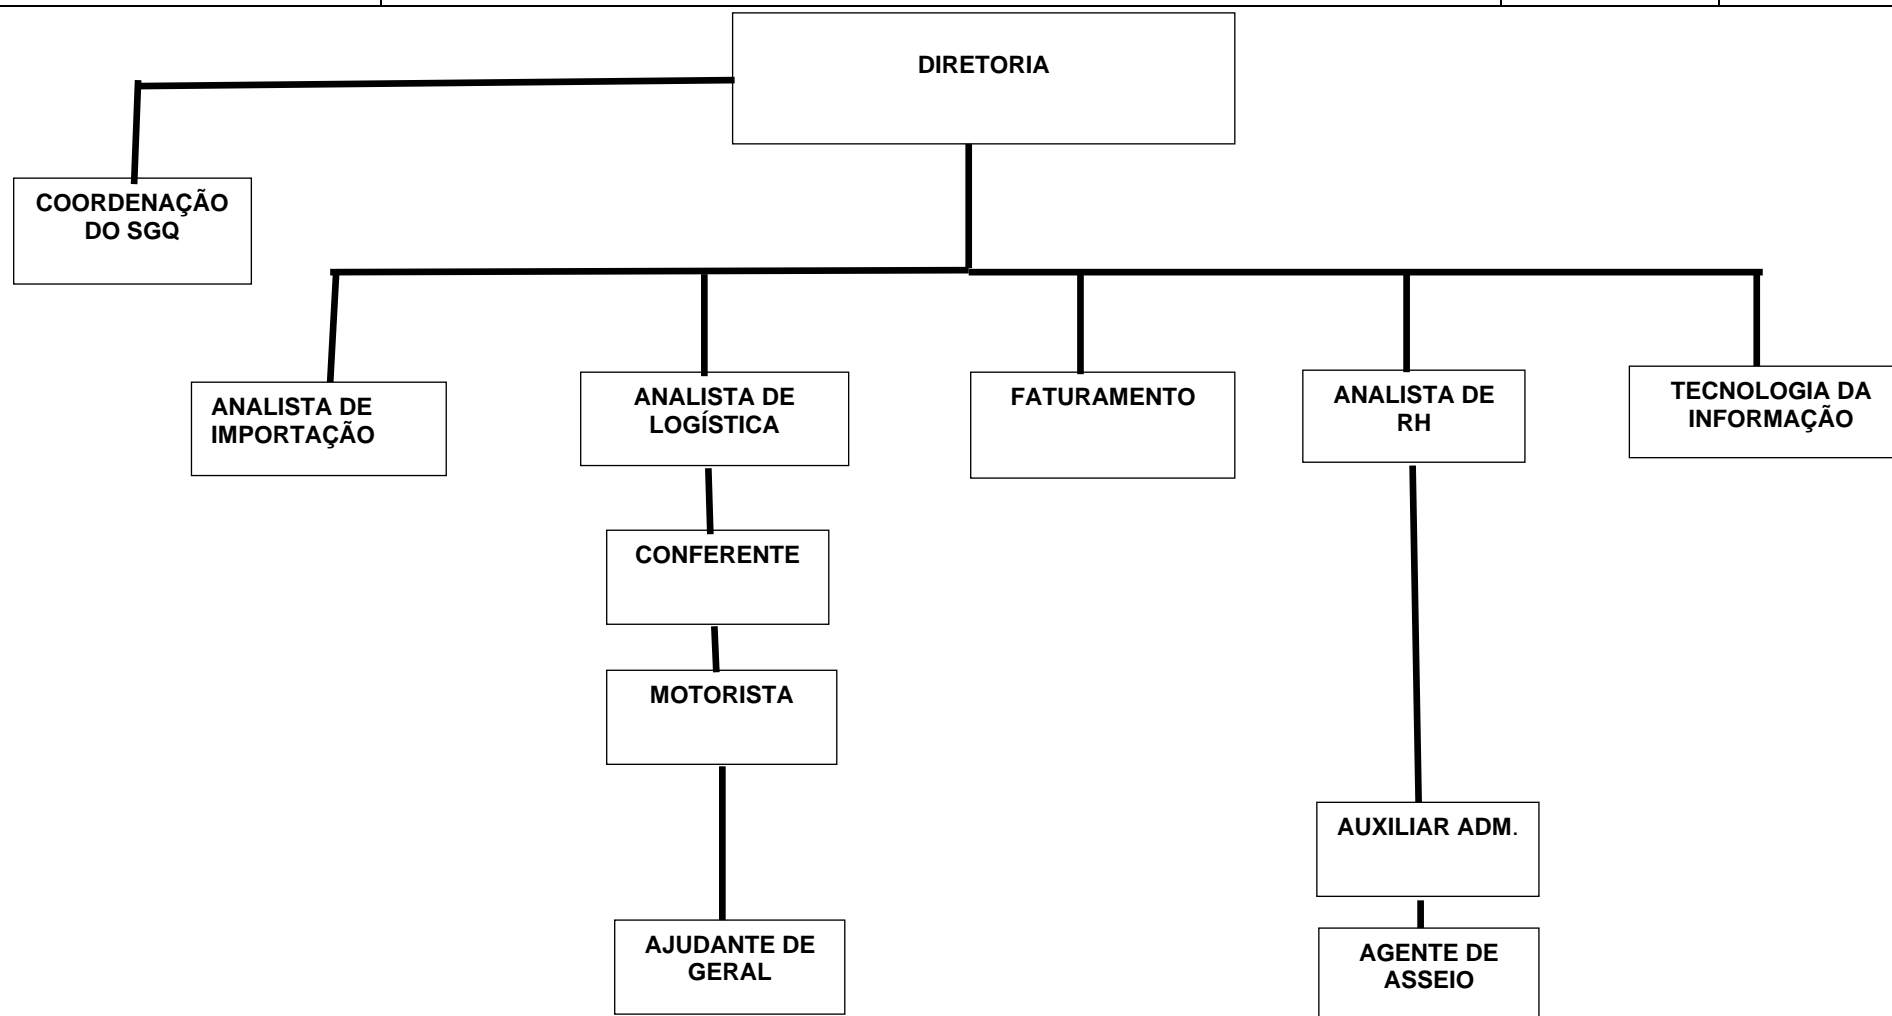 DIRETORIA
COORDENAÇÃO
DO SGQ
ANALISTA DE
IMPORTAÇÃO
ANALISTA DE
LOGÍSTICA
FATURAMENTO
ANALISTA DE
RH
TECNOLOGIA DA
INFORMAÇÃO
CONFERENTE
MOTORISTA
AUXILIAR ADM.
AJUDANTE DE
GERAL
AGENTE DE
ASSEIO